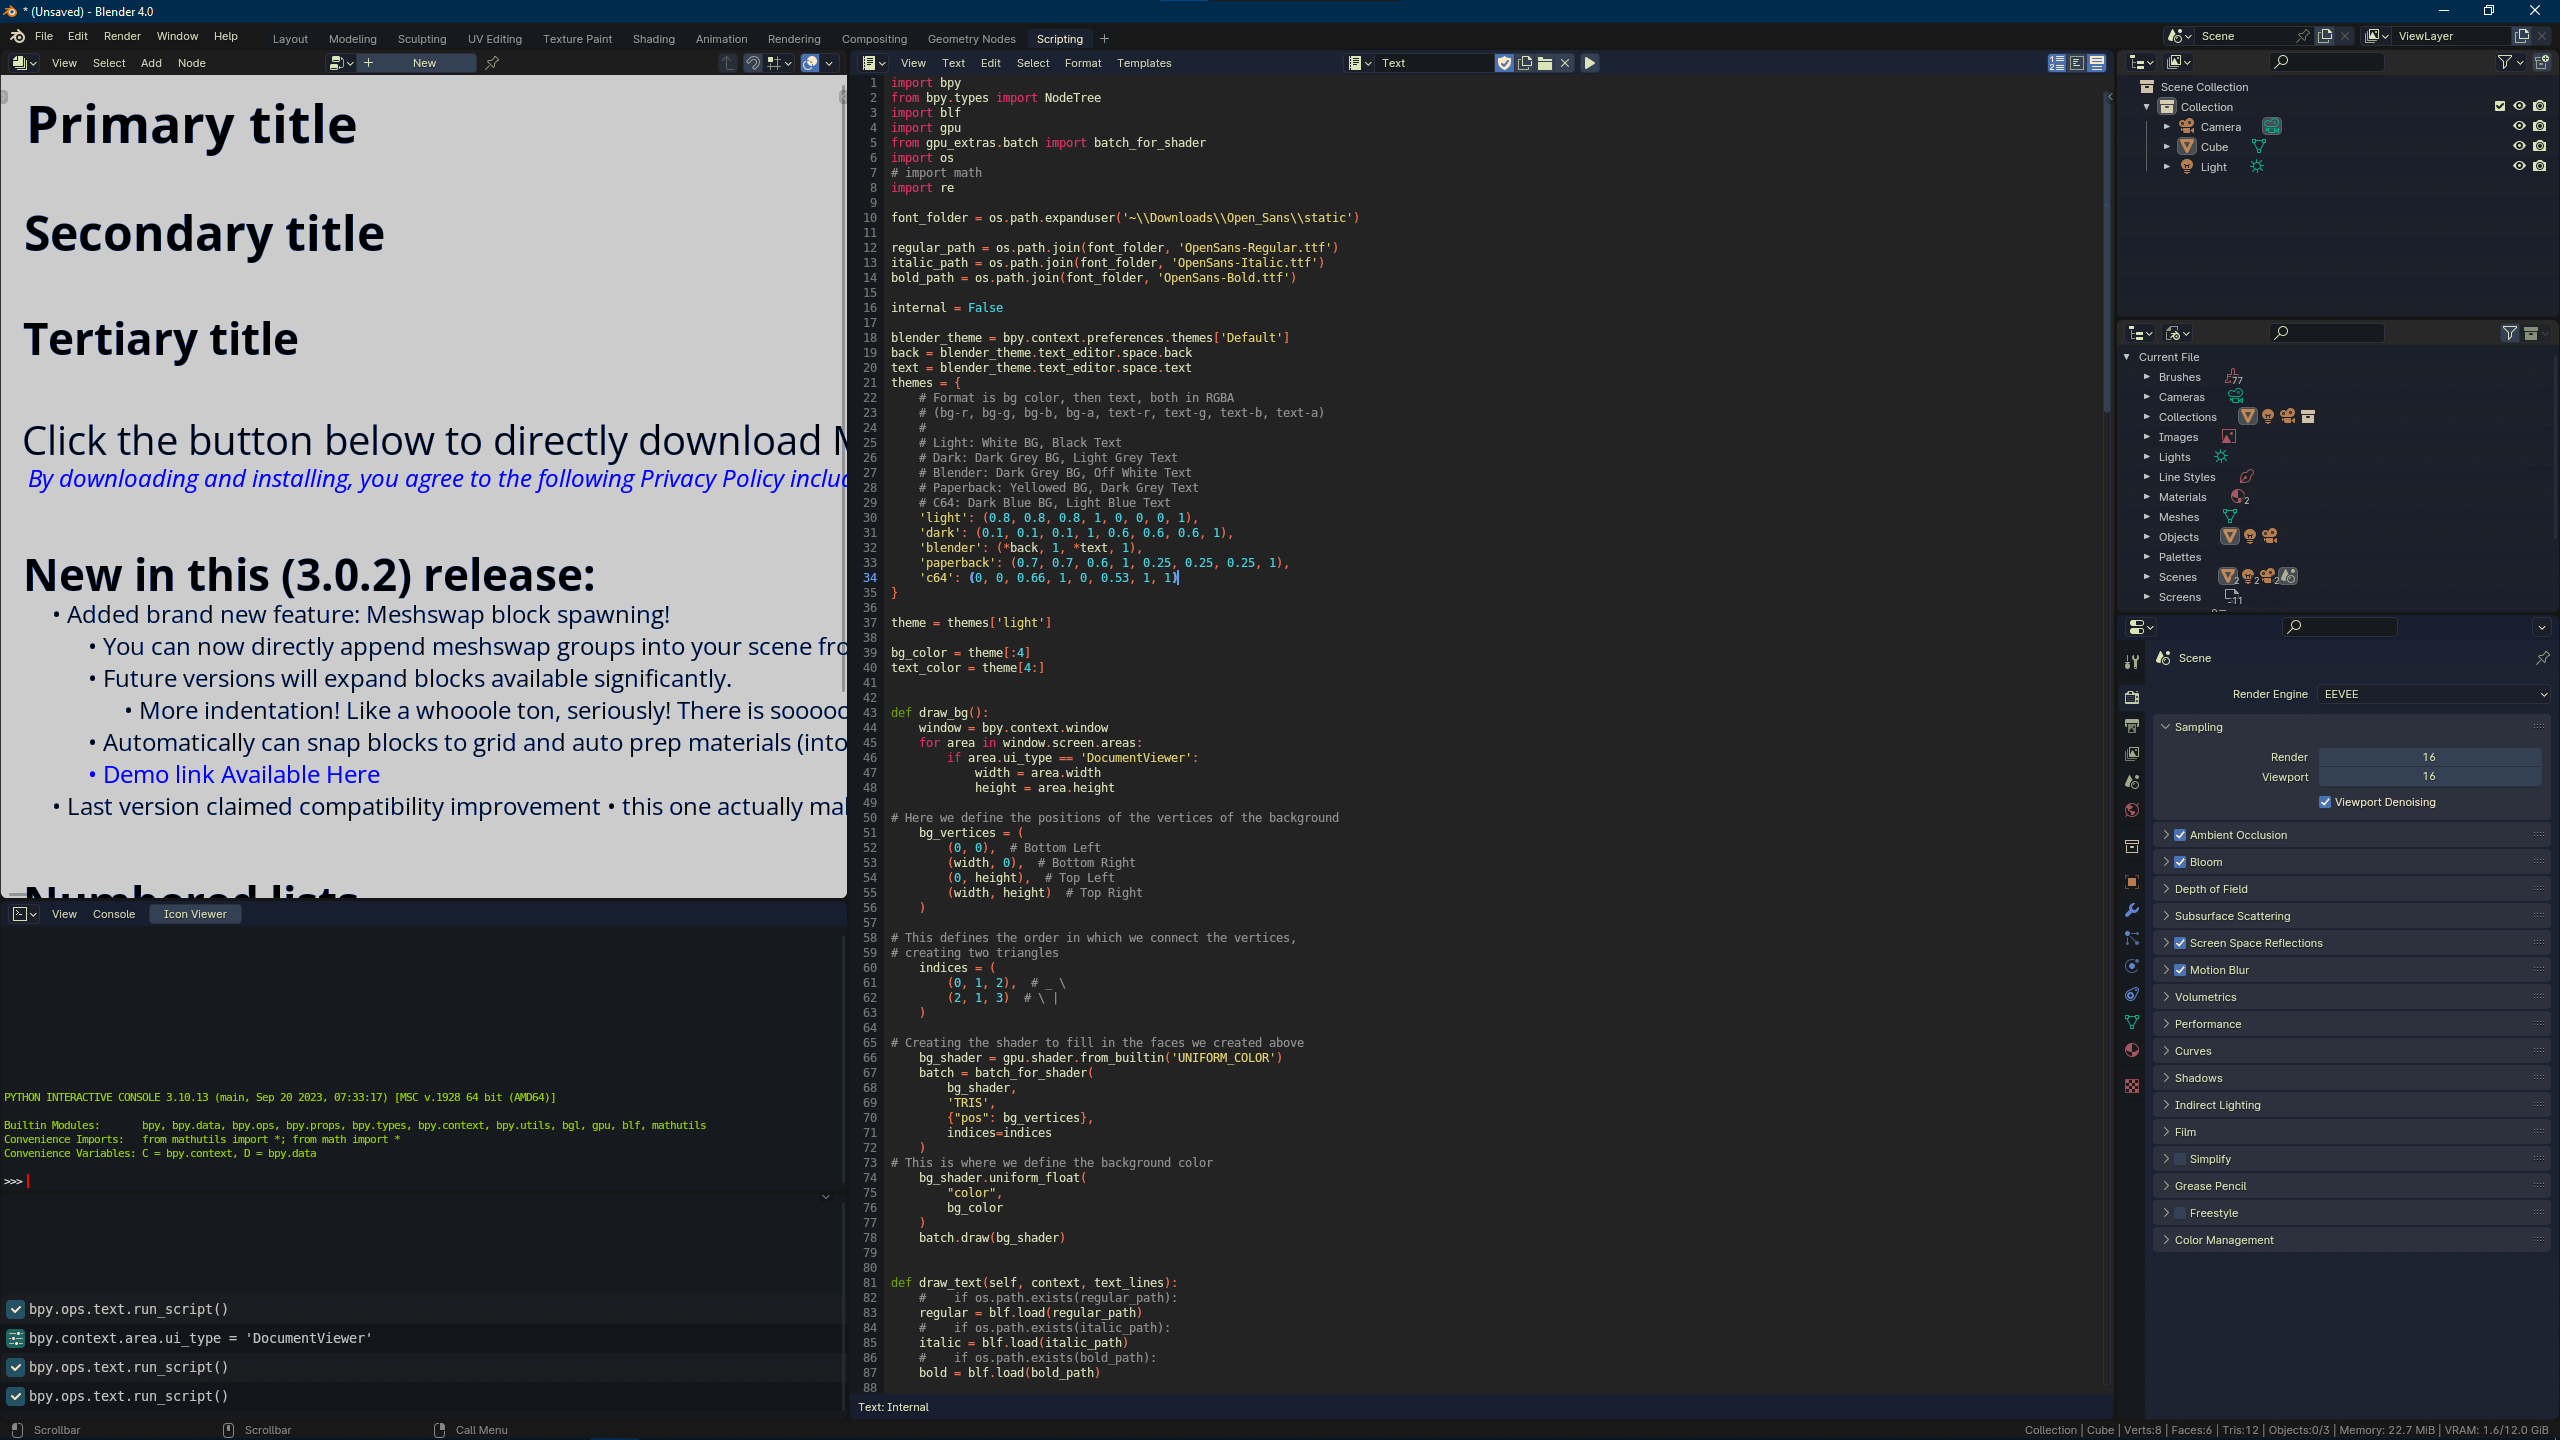 * (Unsaved) - Blender 4.0
File Edit Render Window Help Layout Modeling Sculpting UV Editing Texture Paint Shading Animation Rendering Compositing Geometry Nodes Scripting + Scene ViewLayer
View Select Add Node + New
Primary title
Secondary title
Tertiary title
Click the button below to directly download
By downloading and installing, you agree to the following Privacy Policy
New in this (3.0.2) release:
• Added brand new feature: Meshswap block spawning!
• You can now directly append meshswap groups into your scene
• Future versions will expand blocks available significantly.
• More indentation! Like a whooole ton, seriously! There is
• Automatically can snap blocks to grid and auto prep materials (into
• Demo link Available Here
• Last version claimed compatibility improvement • this one actually
Numbered lists
View Console Icon Viewer
PYTHON INTERACTIVE CONSOLE 3.10.13 (main, Sep 20 2023, 07:33:17) [MSC v.1928 64 bit (AMD64)]
Builtin Modules: bpy, bpy.data, bpy.ops, bpy.props, bpy.types, bpy.context, bpy.utils, bgl, gpu, blf, mathutils
Convenience Imports: from mathutils import *; from math import *
Convenience Variables: C = bpy.context, D = bpy.data
>>>
bpy.ops.text.run_script()
bpy.context.area.ui_type = 'DocumentViewer'
bpy.ops.text.run_script()
bpy.ops.text.run_script()
View Text Edit Select Format Templates Text
1 import bpy
2 from bpy.types import NodeTree
3 import blf
4 import gpu
5 from gpu_extras.batch import batch_for_shader
6 import os
7 # import math
8 import re
9
10 font_folder = os.path.expanduser('~\\Downloads\\Open_Sans\\static')
11
12 regular_path = os.path.join(font_folder, 'OpenSans-Regular.ttf')
13 italic_path = os.path.join(font_folder, 'OpenSans-Italic.ttf')
14 bold_path = os.path.join(font_folder, 'OpenSans-Bold.ttf')
15
16 internal = False
17
18 blender_theme = bpy.context.preferences.themes['Default']
19 back = blender_theme.text_editor.space.back
20 text = blender_theme.text_editor.space.text
21 themes = {
22     # Format is bg color, then text, both in RGBA
23     # (bg-r, bg-g, bg-b, bg-a, text-r, text-g, text-b, text-a)
24     #
25     # Light: White BG, Black Text
26     # Dark: Dark Grey BG, Light Grey Text
27     # Blender: Dark Grey BG, Off White Text
28     # Paperback: Yellowed BG, Dark Grey Text
29     # C64: Dark Blue BG, Light Blue Text
30     'light': (0.8, 0.8, 0.8, 1, 0, 0, 0, 1),
31     'dark': (0.1, 0.1, 0.1, 1, 0.6, 0.6, 0.6, 1),
32     'blender': (*back, 1, *text, 1),
33     'paperback': (0.7, 0.7, 0.6, 1, 0.25, 0.25, 0.25, 1),
34     'c64': (0, 0, 0.66, 1, 0, 0.53, 1, 1)
35 }
36
37 theme = themes['light']
38
39 bg_color = theme[:4]
40 text_color = theme[4:]
41
42
43 def draw_bg():
44     window = bpy.context.window
45     for area in window.screen.areas:
46         if area.ui_type == 'DocumentViewer':
47             width = area.width
48             height = area.height
49
50 # Here we define the positions of the vertices of the background
51     bg_vertices = (
52         (0, 0),  # Bottom Left
53         (width, 0),  # Bottom Right
54         (0, height),  # Top Left
55         (width, height)  # Top Right
56     )
57
58 # This defines the order in which we connect the vertices,
59 # creating two triangles
60     indices = (
61         (0, 1, 2),  # _ \
62         (2, 1, 3)  # \ |
63     )
64
65 # Creating the shader to fill in the faces we created above
66     bg_shader = gpu.shader.from_builtin('UNIFORM_COLOR')
67     batch = batch_for_shader(
68         bg_shader,
69         'TRIS',
70         {"pos": bg_vertices},
71         indices=indices
72     )
73 # This is where we define the background color
74     bg_shader.uniform_float(
75         "color",
76         bg_color
77     )
78     batch.draw(bg_shader)
79
80
81 def draw_text(self, context, text_lines):
82     #    if os.path.exists(regular_path):
83     regular = blf.load(regular_path)
84     #    if os.path.exists(italic_path):
85     italic = blf.load(italic_path)
86     #    if os.path.exists(bold_path):
87     bold = blf.load(bold_path)
88
Text: Internal
Scene Collection
Collection
Camera
Cube
Light
Current File
Brushes 77
Cameras
Collections
Images
Lights
Line Styles
Materials 2
Meshes
Objects
Palettes
Scenes 2 2 2
Screens 11
Scene
Render Engine EEVEE
Sampling
Render 16
Viewport 16
Viewport Denoising
Ambient Occlusion
Bloom
Depth of Field
Subsurface Scattering
Screen Space Reflections
Motion Blur
Volumetrics
Performance
Curves
Shadows
Indirect Lighting
Film
Simplify
Grease Pencil
Freestyle
Color Management
Scrollbar Scrollbar Call Menu Collection | Cube | Verts:8 | Faces:6 | Tris:12 | Objects:0/3 | Memory: 22.7 MiB | VRAM: 1.6/12.0 GiB